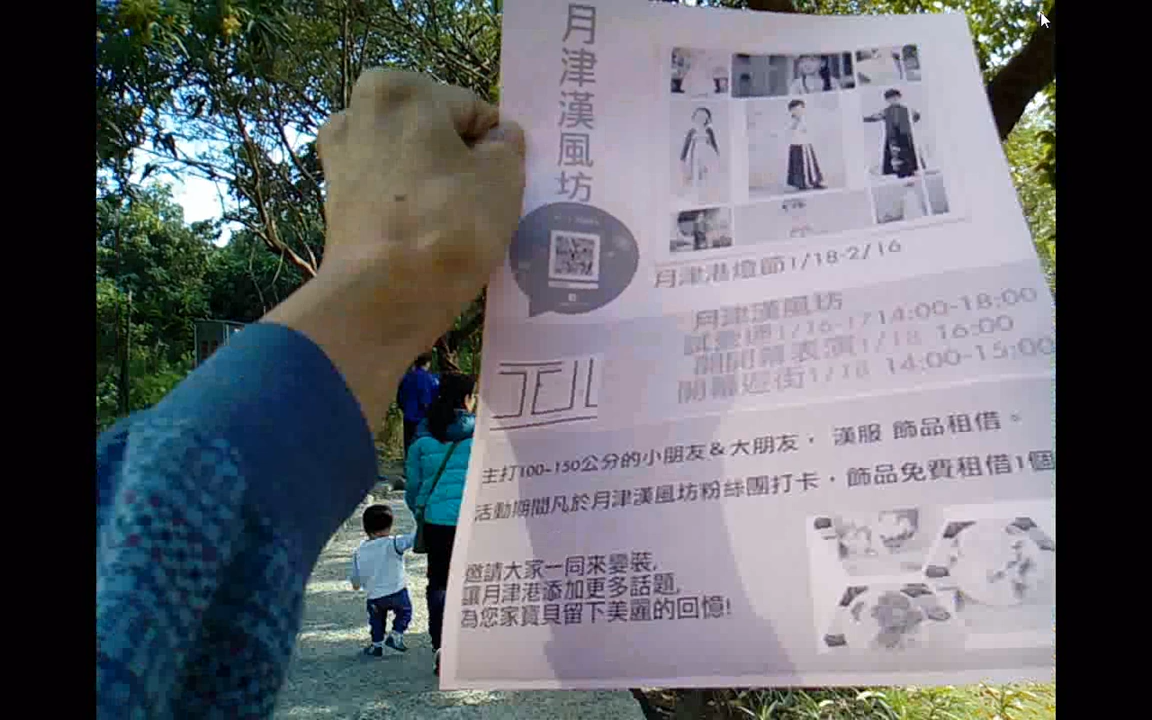 月津漢風坊
月津港燈節1/18-2/16
月津漢風坊
試營運1/16-17 14:00-18:00
開幕表演1/18 16:00
開幕遊街1/18 14:00-15:00
主打100-150公分的小朋友&大朋友， 漢服 飾品租借。
活動期間凡於月津漢風坊粉絲團打卡，飾品免費租借1個
邀請大家一同來變裝,
讓月津港添加更多話題,
為您家寶貝留下美麗的回憶!